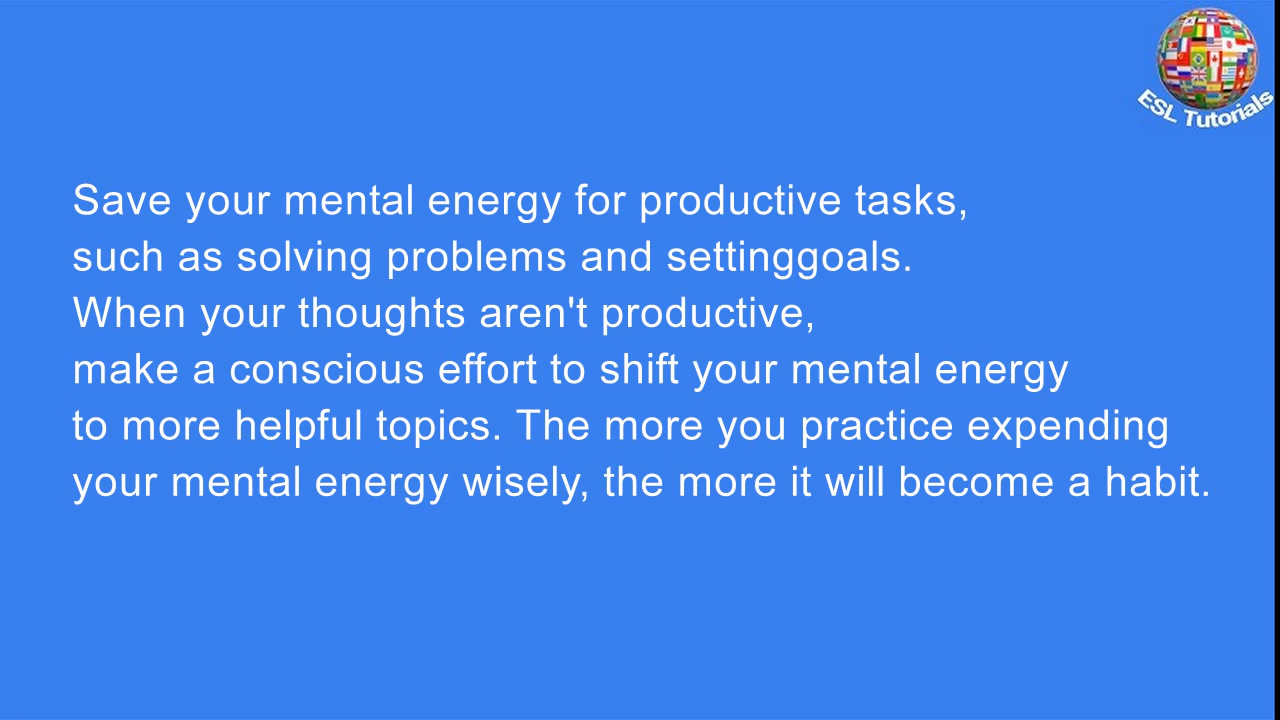 ESL Tutorials
Save your mental energy for productive tasks,
such as solving problems and settinggoals.
When your thoughts aren't productive,
make a conscious effort to shift your mental energy
to more helpful topics. The more you practice expending
your mental energy wisely, the more it will become a habit.